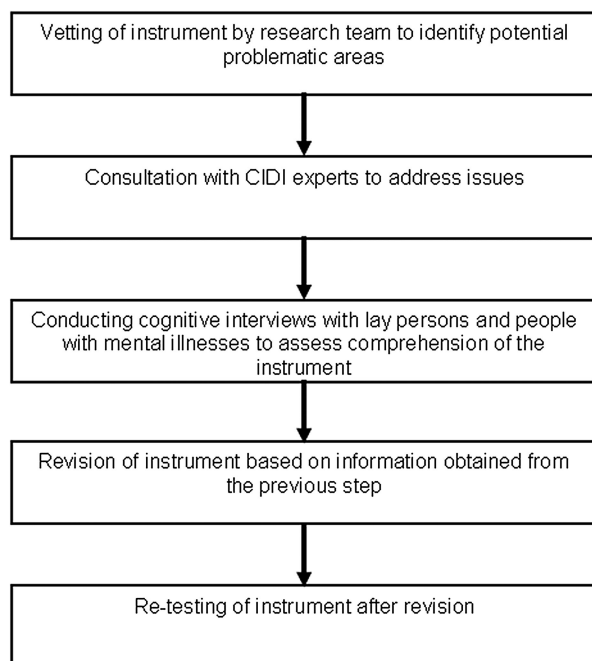 Vetting of instrument by research team to identify potential
problematic areas
Consultation with CIDI experts to address issues
Conducting cognitive interviews with lay persons and people
with mental illnesses to assess comprehension of the
instrument
Revision of instrument based on information obtained from
the previous step
Re-testing of instrument after revision